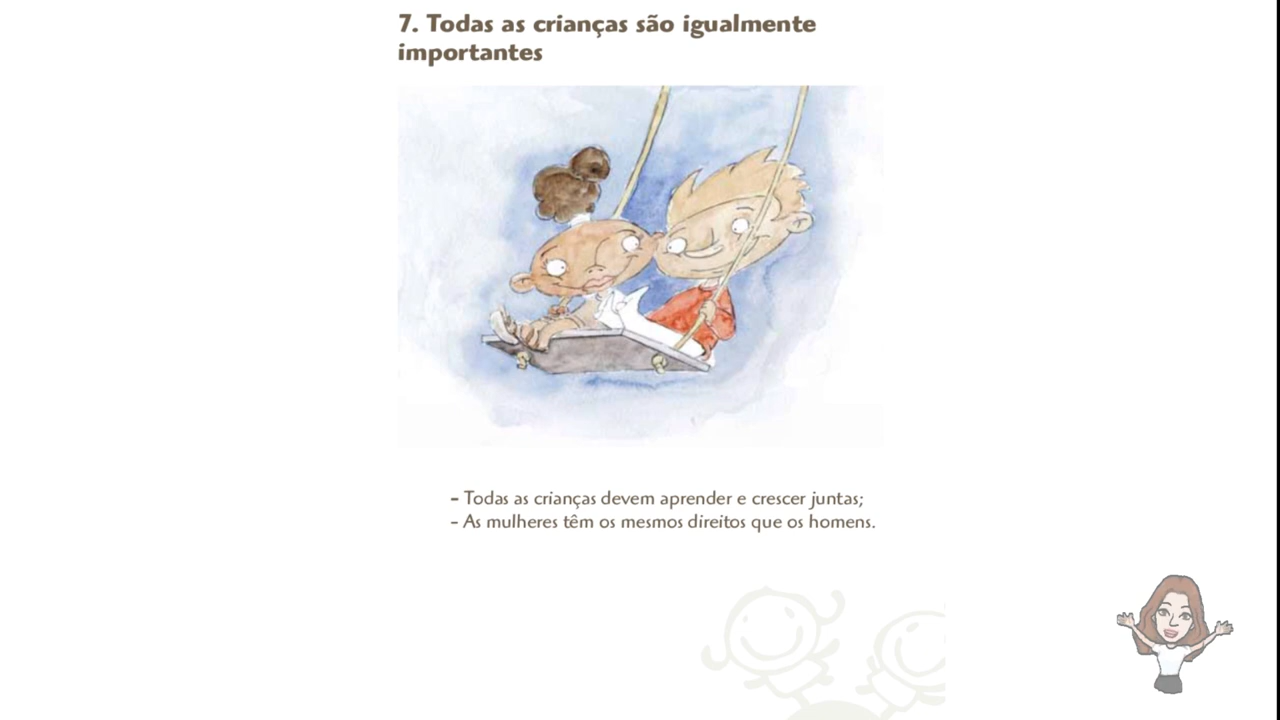 7. Todas as crianças são igualmente
importantes
- Todas as crianças devem aprender e crescer juntas;
- As mulheres têm os mesmos direitos que os homens.